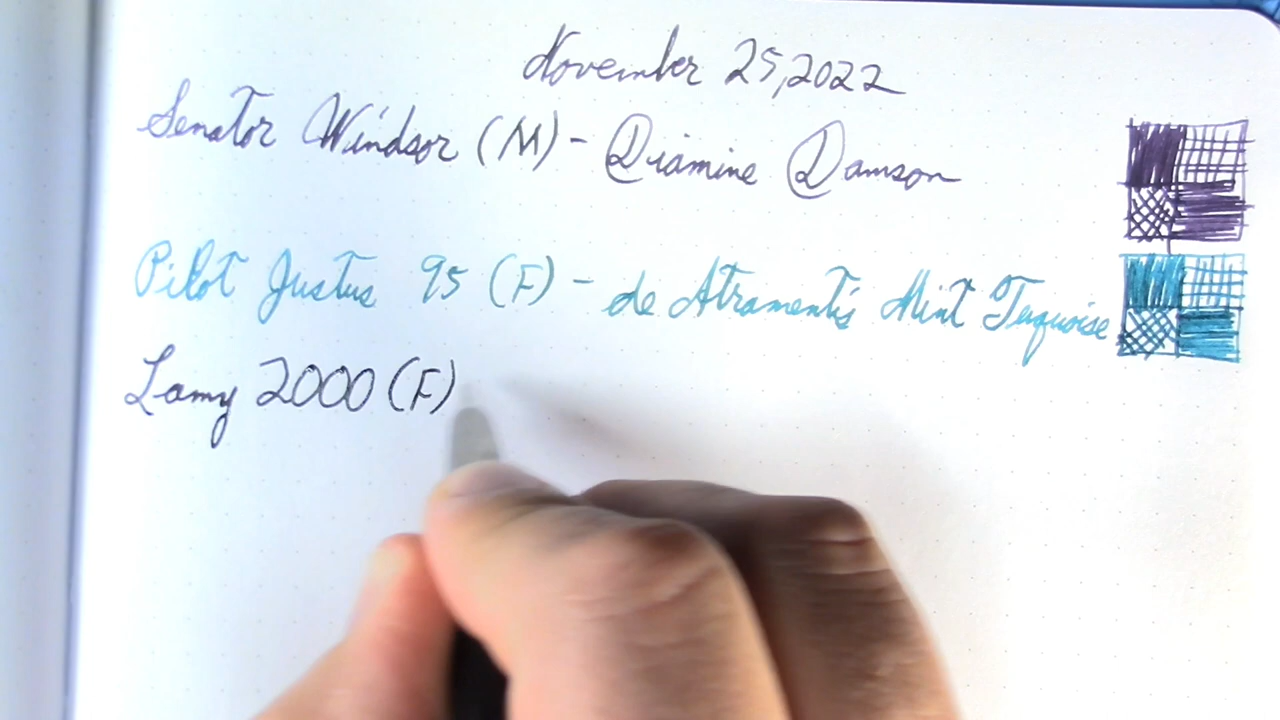 November 25, 2022
Senator Windsor (M) - Diamine Damson
Pilot Justus 95 (F) - de Atramentis Mint Turquoise
Lamy 2000 (F)